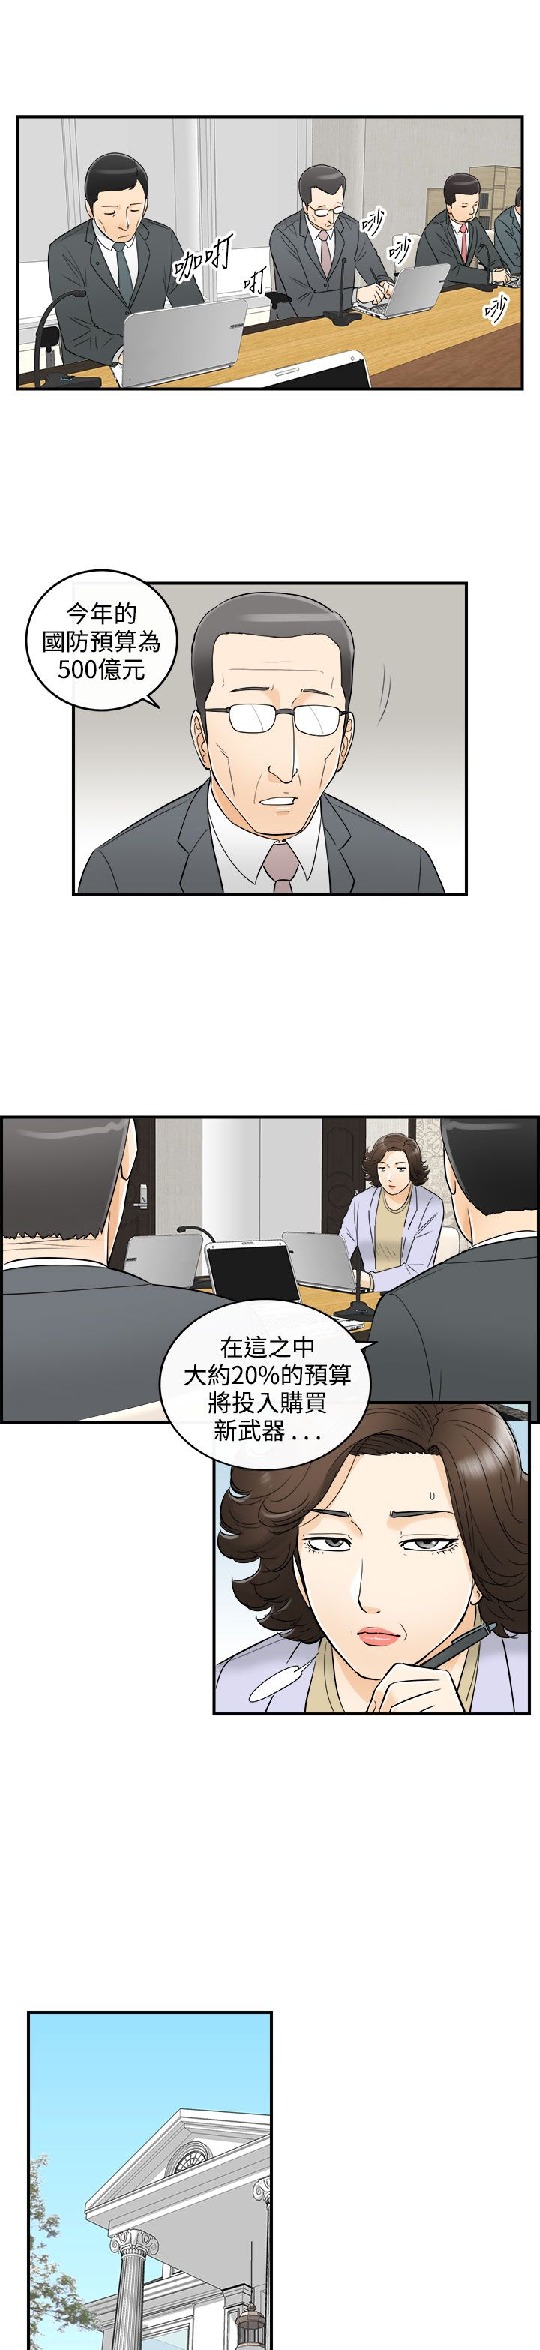 咖啊
叮
唦
唦
唦
今年的
國防預算為
500億元
在這之中
大約20%的預算
將投入購買
新武器...